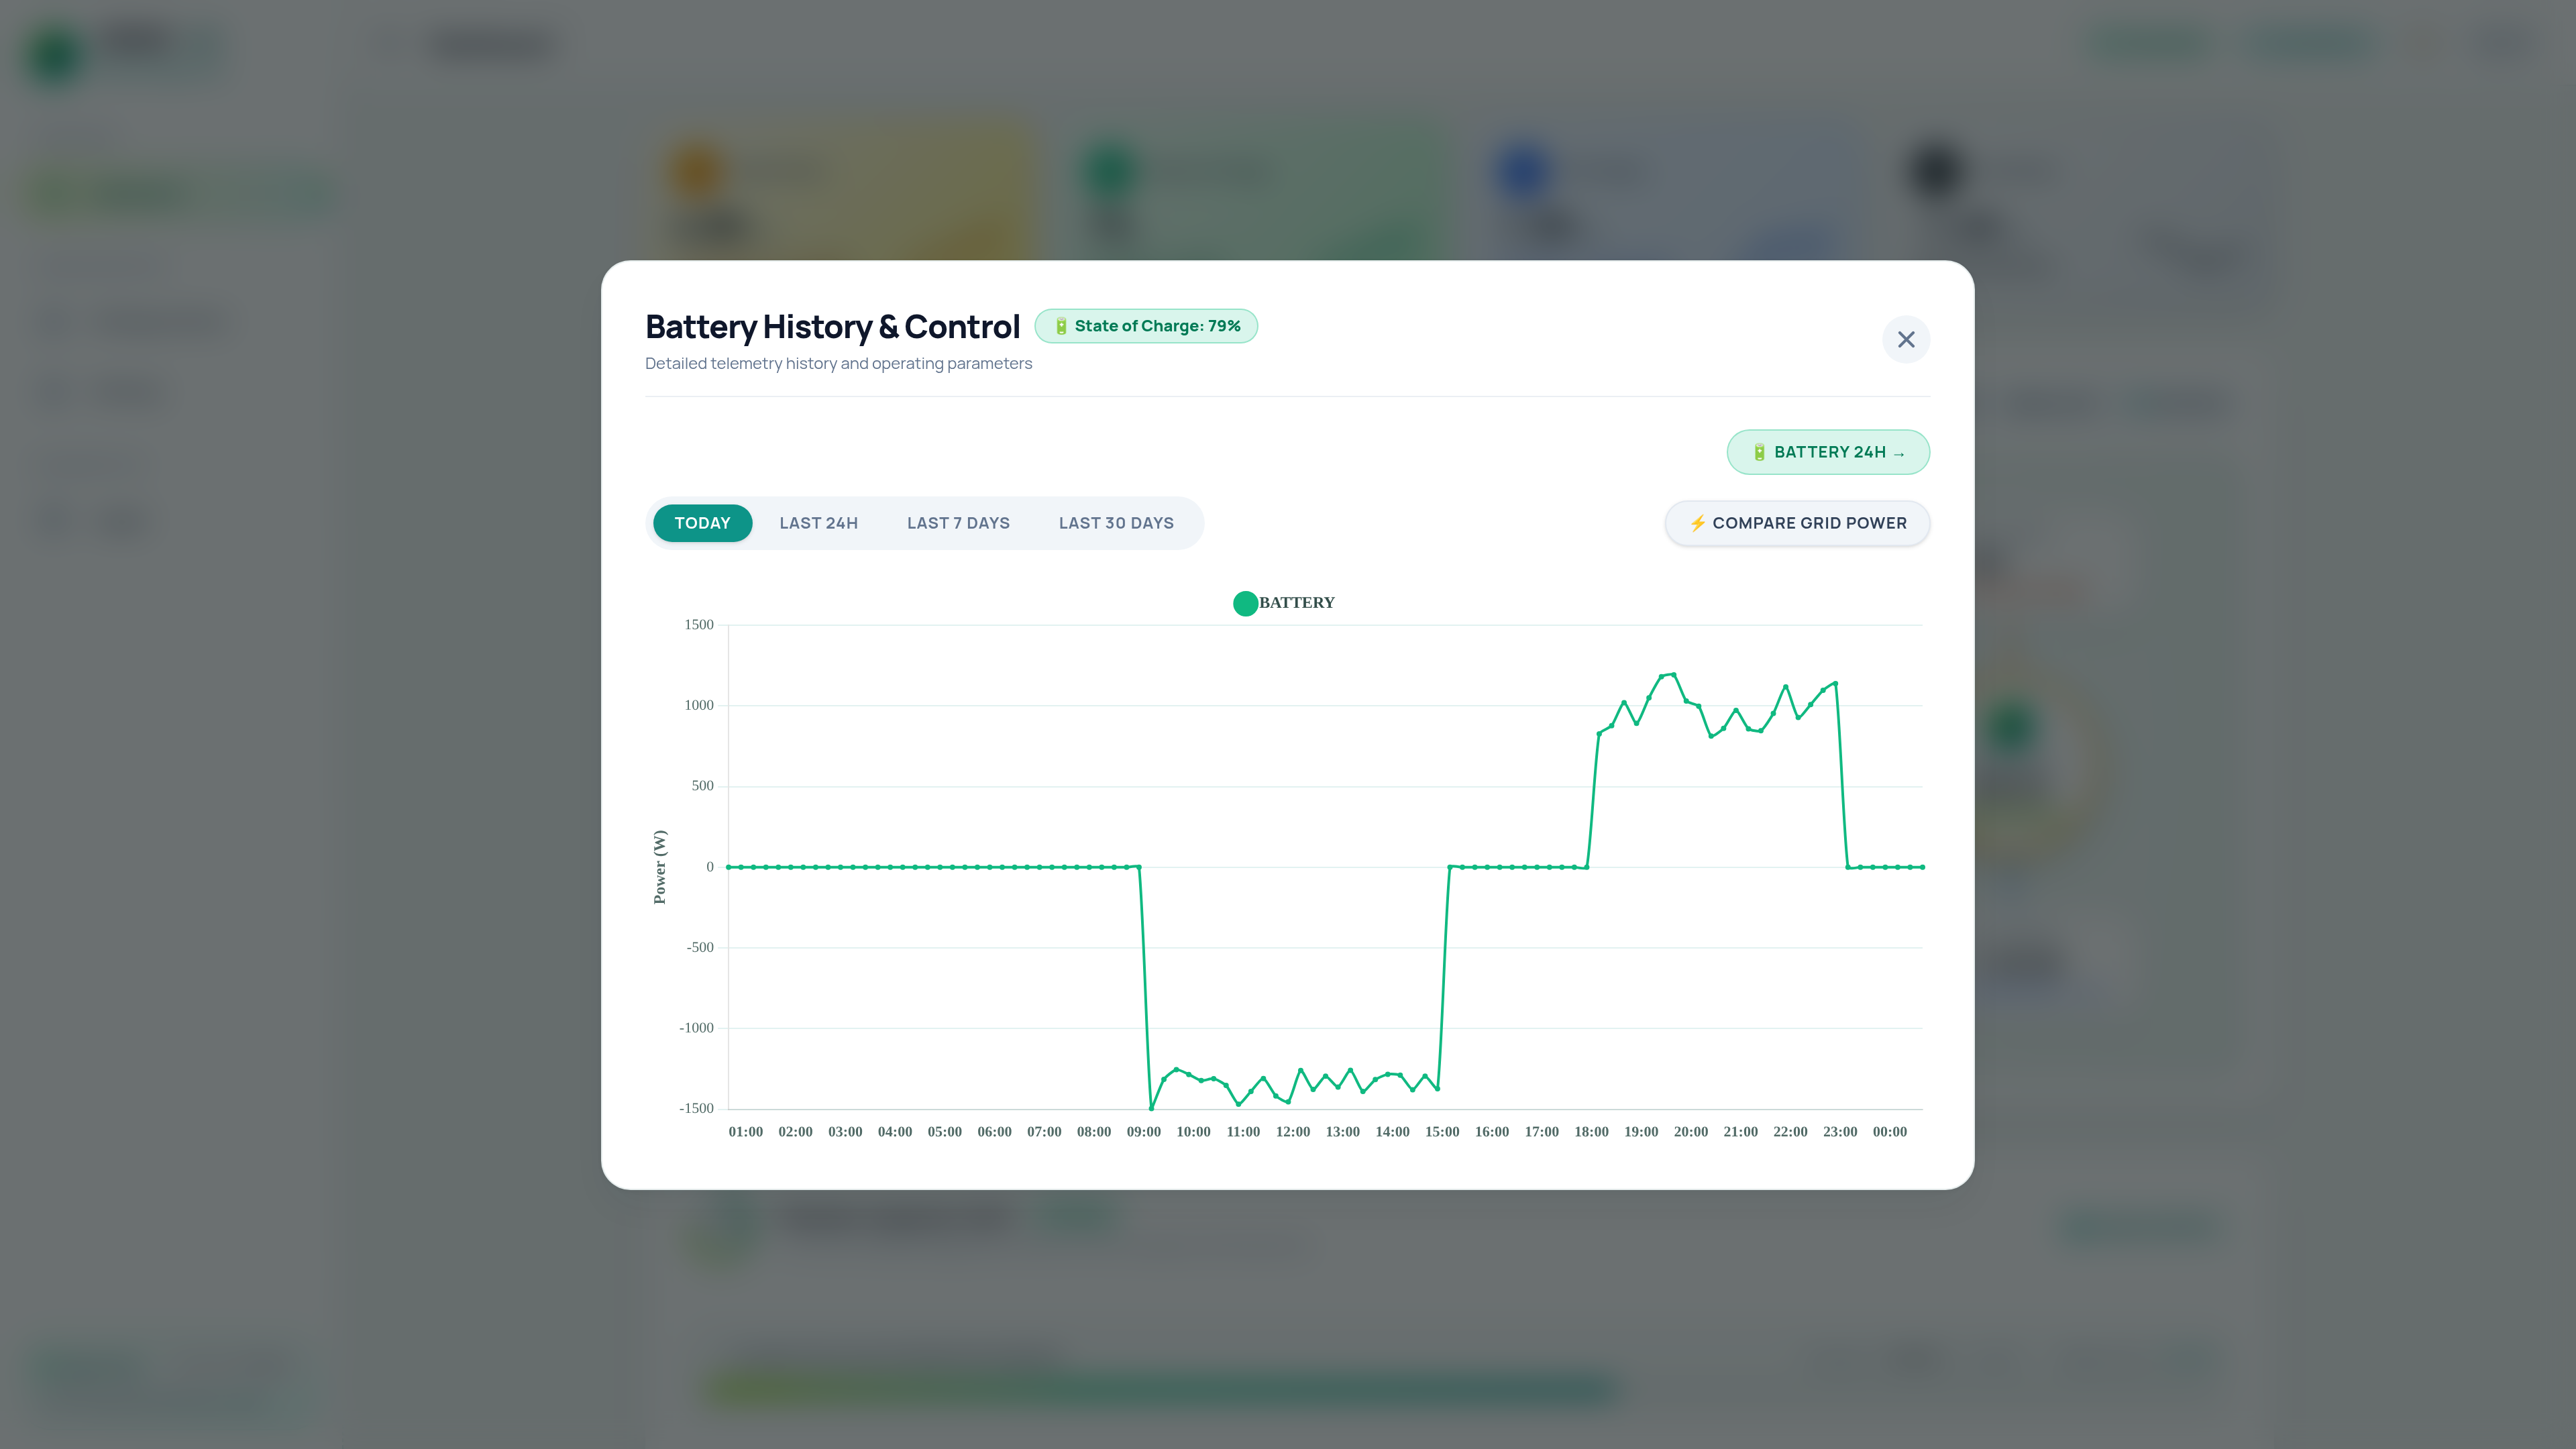 Battery History & Control
🔋 State of Charge: 79%
Detailed telemetry history and operating parameters
🔋 BATTERY 24H →
TODAY LAST 24H LAST 7 DAYS LAST 30 DAYS
⚡ COMPARE GRID POWER
BATTERY
Power (W)
1500
1000
500
0
-500
-1000
-1500
01:00 02:00 03:00 04:00 05:00 06:00 07:00 08:00 09:00 10:00 11:00 12:00 13:00 14:00 15:00 16:00 17:00 18:00 19:00 20:00 21:00 22:00 23:00 00:00